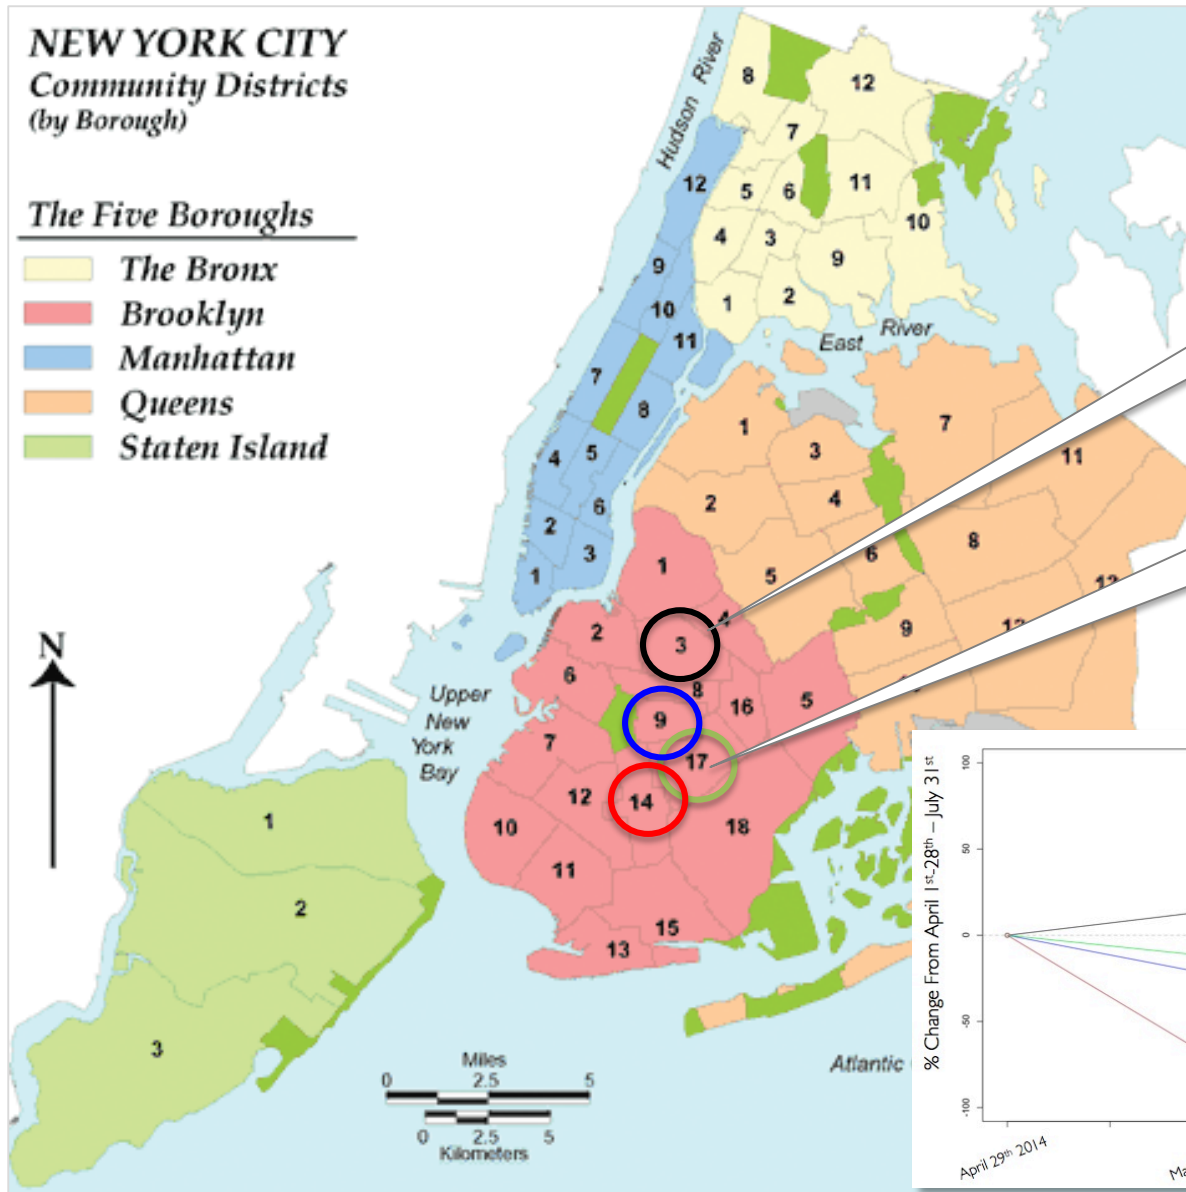 NEW YORK CITY
Community Districts
(by Borough)
The Five Boroughs
The Bronx
Brooklyn
Manhattan
Queens
Staten Island
Hudson River
East River
8
12
7
12
5
6
11
10
4
3
9
9
1
2
10
11
7
8
4
5
6
2
3
1
1
3
7
11
2
4
8
6
5
9
1
4
2
3
6
8
16
5
9
7
17
12
14
10
18
11
15
13
1
2
3
N
Upper
New
York
Bay
Miles
0 2.5 5
0 2.5 5
Kilometers
Atlantic
% Change From April 1st-28th – July 31st
100
50
0
-50
-100
April 29th 2014